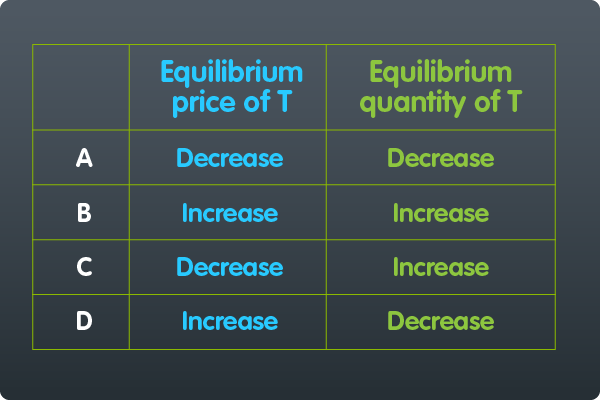 Equilibrium price of T Equilibrium quantity of T
A Decrease Decrease
B Increase Increase
C Decrease Increase
D Increase Decrease